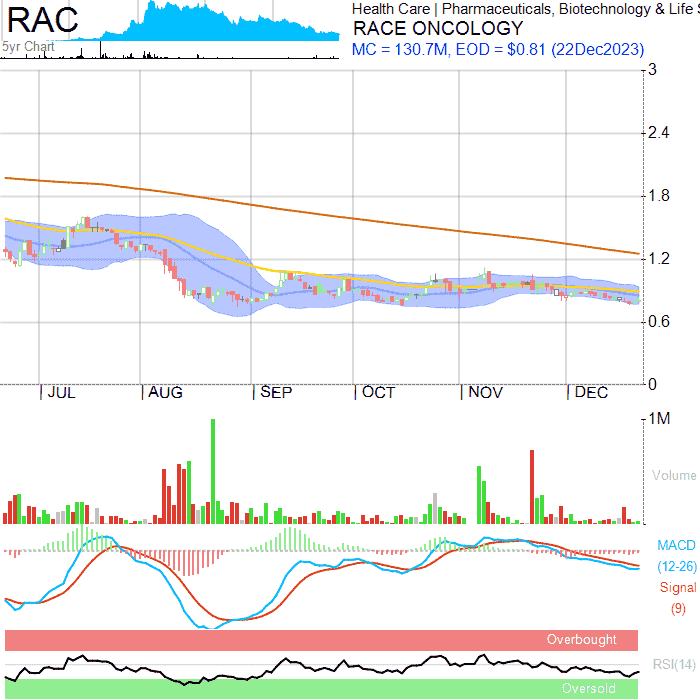 RAC
5yr Chart
Health Care | Pharmaceuticals, Biotechnology & Life S
RACE ONCOLOGY
MC = 130.7M, EOD = $0.81 (22Dec2023)
3
2.4
1.8
1.2
0.6
0
| JUL | AUG | SEP | OCT | NOV | DEC
1M
Volume
MACD
(12-26)
Signal
(9)
Overbought
RSI(14)
Oversold